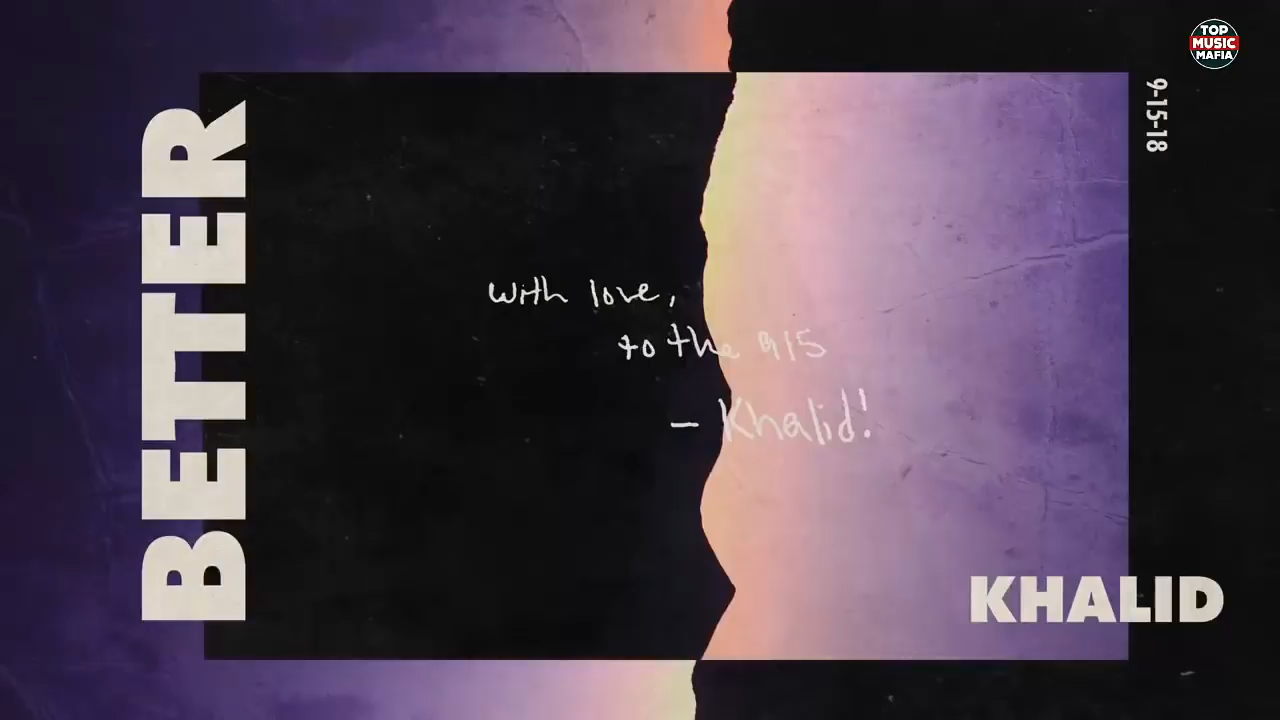 BETTER
with love,
to the 915
- Khalid!
KHALID
9-15-18
TOP
MUSIC
MAFIA